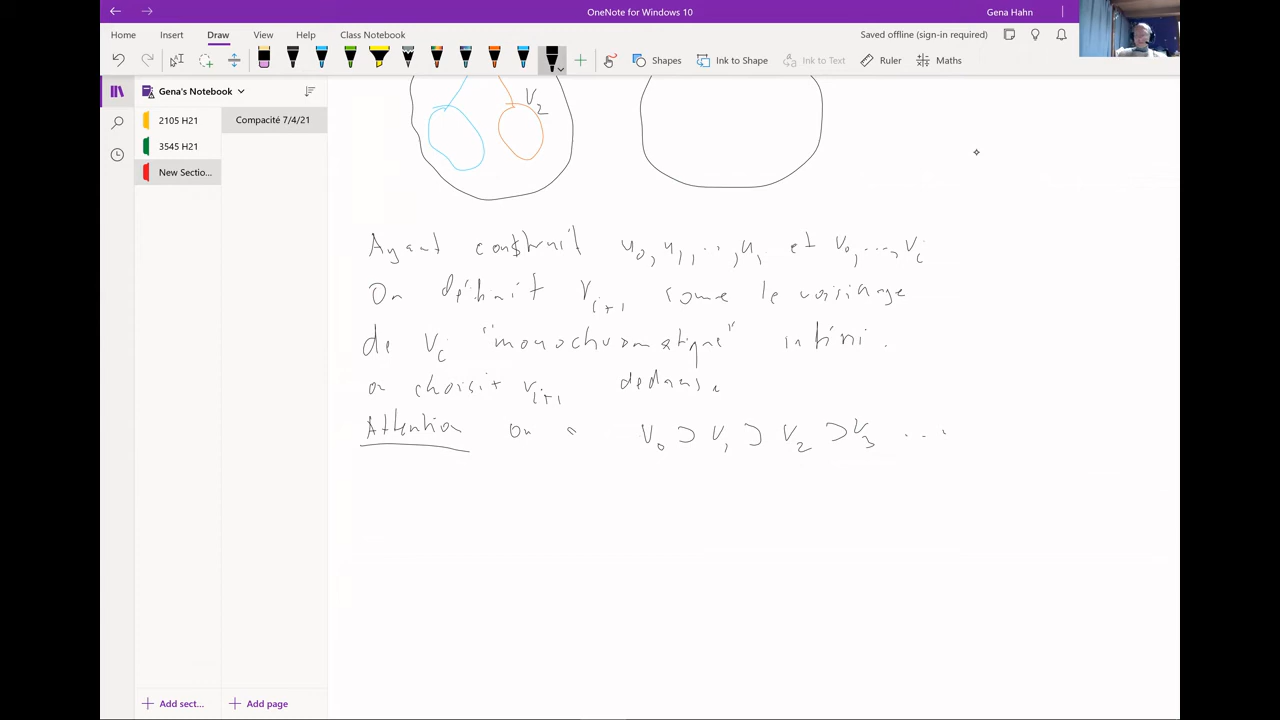 OneNote for Windows 10
Gena Hahn
Home Insert Draw View Help Class Notebook
Saved offline (sign-in required)
Shapes Ink to Shape Ink to Text Ruler Maths
Gena's Notebook
2105 H21
3545 H21
New Sectio...
Compacité 7/4/21
V2
Ayant construit u0, u1, ..., ui et V0, ..., Vi
On définit Vi+1 comme le voisinage
de Vi "monochromatique" infini.
on choisit vi+1 dedans.
Attention on a V0 ⊃ V1 ⊃ V2 ⊃ V3 ...
Add sect...
Add page